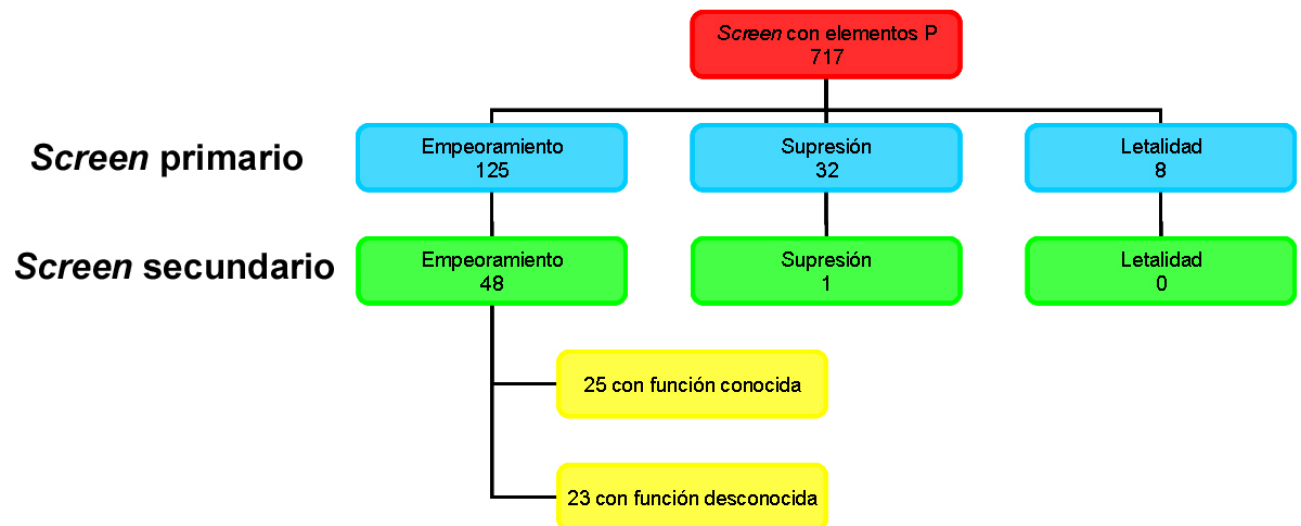 Screen con elementos P
717
Screen primario
Empeoramiento
125
Supresión
32
Letalidad
8
Screen secundario
Empeoramiento
48
Supresión
1
Letalidad
0
25 con función conocida
23 con función desconocida